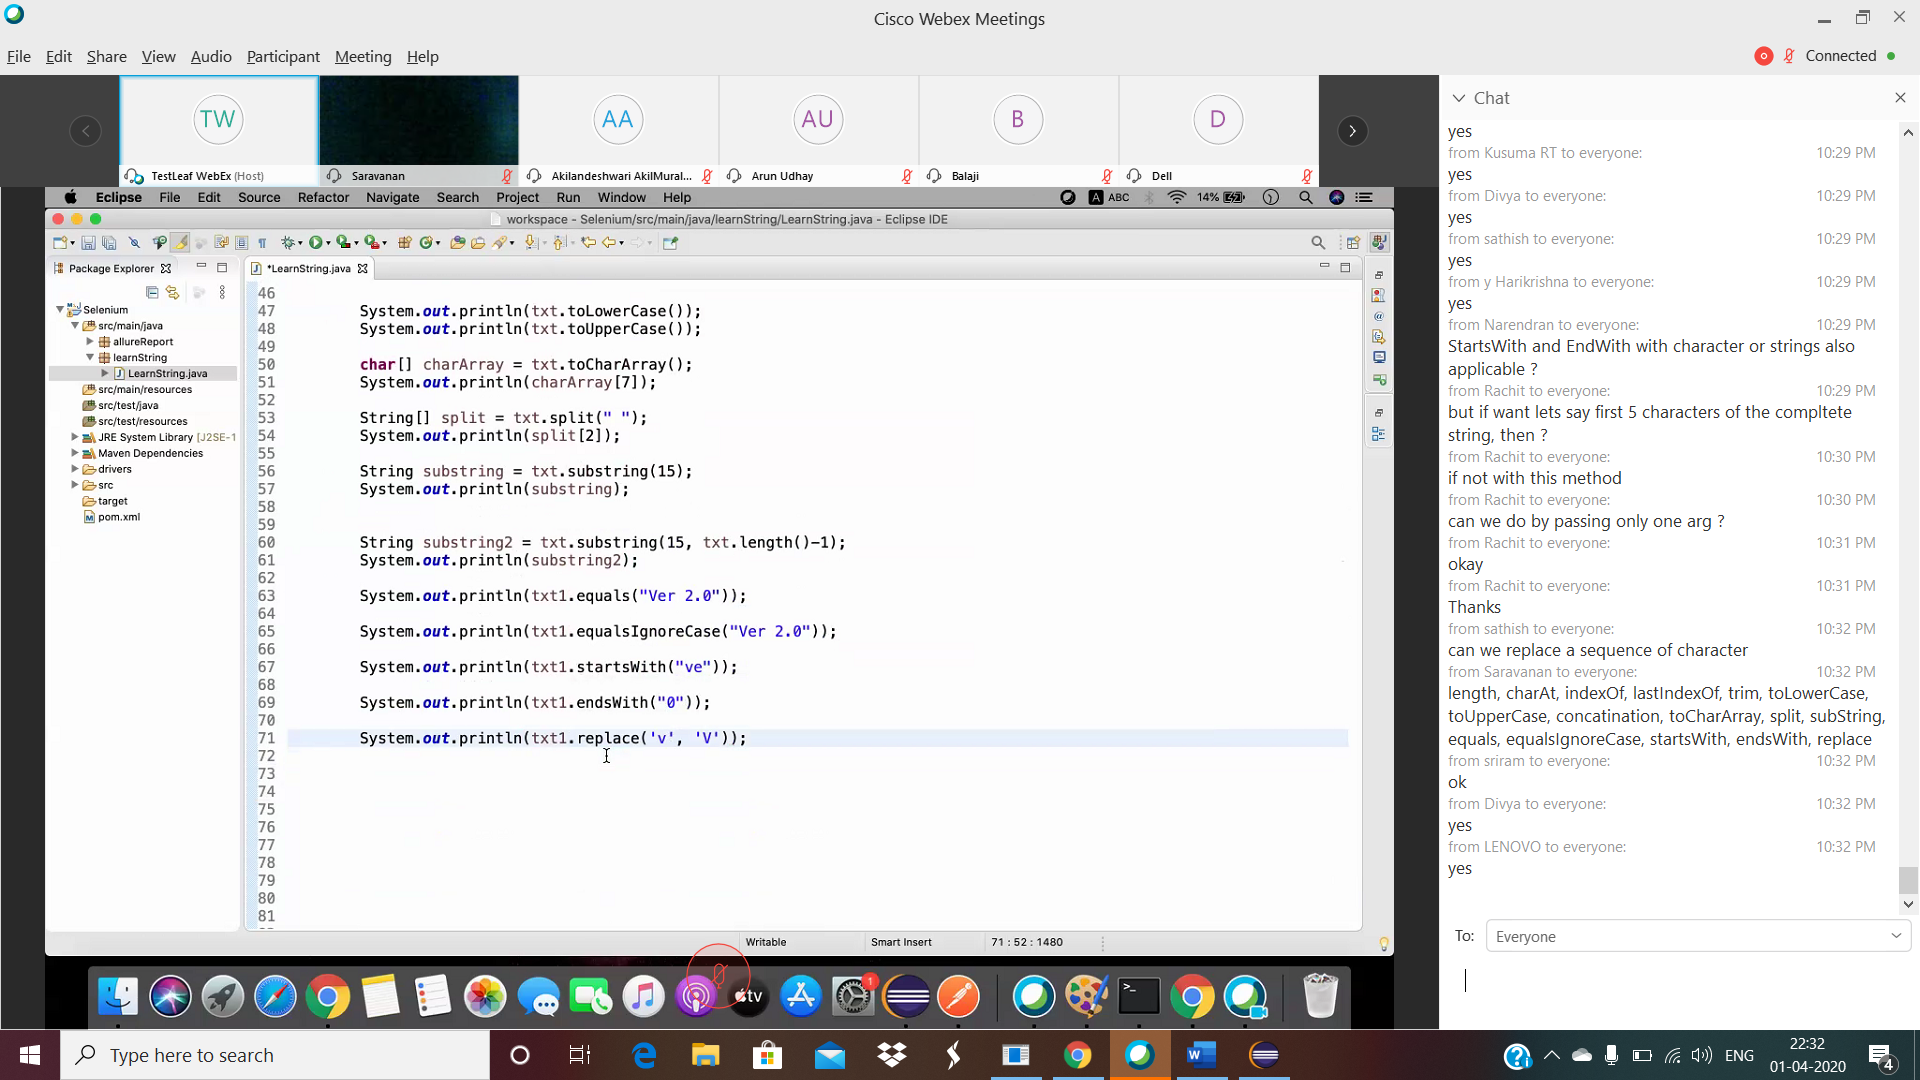 Cisco Webex Meetings
File Edit Share View Audio Participant Meeting Help
Connected
TW
AA
AU
B
D
TestLeaf WebEx (Host)
Saravanan
Akilandeshwari AkilMural...
Arun Udhay
Balaji
Dell
Eclipse File Edit Source Refactor Navigate Search Project Run Window Help
A ABC 14%
workspace - Selenium/src/main/java/learnString/LearnString.java - Eclipse IDE
Package Explorer
*LearnString.java
Selenium
src/main/java
allureReport
learnString
LearnString.java
src/main/resources
src/test/java
src/test/resources
JRE System Library [J2SE-1
Maven Dependencies
drivers
src
target
pom.xml
46
47 System.out.println(txt.toLowerCase());
48 System.out.println(txt.toUpperCase());
49
50 char[] charArray = txt.toCharArray();
51 System.out.println(charArray[7]);
52
53 String[] split = txt.split(" ");
54 System.out.println(split[2]);
55
56 String substring = txt.substring(15);
57 System.out.println(substring);
58
59
60 String substring2 = txt.substring(15, txt.length()-1);
61 System.out.println(substring2);
62
63 System.out.println(txt1.equals("Ver 2.0"));
64
65 System.out.println(txt1.equalsIgnoreCase("Ver 2.0"));
66
67 System.out.println(txt1.startsWith("ve"));
68
69 System.out.println(txt1.endsWith("0"));
70
71 System.out.println(txt1.replace('v', 'V'));
72
73
74
75
76
77
78
79
80
81
Writable
Smart Insert
71 : 52 : 1480
tv
1
Chat
yes
from Kusuma RT to everyone: 10:29 PM
yes
from Divya to everyone: 10:29 PM
yes
from sathish to everyone: 10:29 PM
yes
from y Harikrishna to everyone: 10:29 PM
yes
from Narendran to everyone: 10:29 PM
StartsWith and EndWith with character or strings also
applicable ?
from Rachit to everyone: 10:29 PM
but if want lets say first 5 characters of the compltete
string, then ?
from Rachit to everyone: 10:30 PM
if not with this method
from Rachit to everyone: 10:30 PM
can we do by passing only one arg ?
from Rachit to everyone: 10:31 PM
okay
from Rachit to everyone: 10:31 PM
Thanks
from sathish to everyone: 10:32 PM
can we replace a sequence of character
from Saravanan to everyone: 10:32 PM
length, charAt, indexOf, lastIndexOf, trim, toLowerCase,
toUpperCase, concatination, toCharArray, split, subString,
equals, equalsIgnoreCase, startsWith, endsWith, replace
from sriram to everyone: 10:32 PM
ok
from Divya to everyone: 10:32 PM
yes
from LENOVO to everyone: 10:32 PM
yes
To: Everyone
Type here to search
ENG
22:32
01-04-2020
4